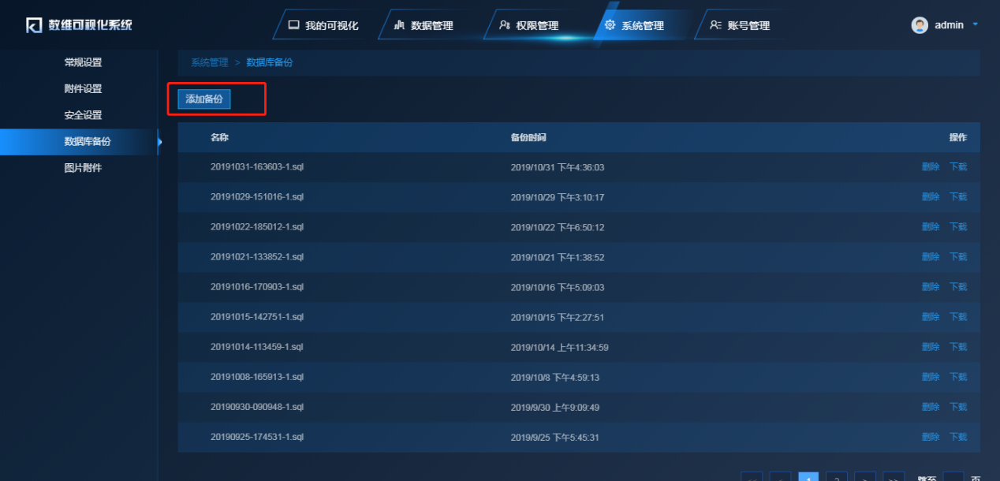 数维可视化系统
我的可视化 数据管理 权限管理 系统管理 账号管理 admin
常规设置
附件设置
安全设置
数据库备份
图片附件
系统管理 > 数据库备份
添加备份
名称 备份时间 操作
20191031-163603-1.sql 2019/10/31 下午4:36:03 删除 下载
20191029-151016-1.sql 2019/10/29 下午3:10:17 删除 下载
20191022-185012-1.sql 2019/10/22 下午6:50:12 删除 下载
20191021-133852-1.sql 2019/10/21 下午1:38:52 删除 下载
20191016-170903-1.sql 2019/10/16 下午5:09:03 删除 下载
20191015-142751-1.sql 2019/10/15 下午2:27:51 删除 下载
20191014-113459-1.sql 2019/10/14 上午11:34:59 删除 下载
20191008-165913-1.sql 2019/10/8 下午4:59:13 删除 下载
20190930-090948-1.sql 2019/9/30 上午9:09:49 删除 下载
20190925-174531-1.sql 2019/9/25 下午5:45:31 删除 下载
<< < 1 2 > >> 跳至 页